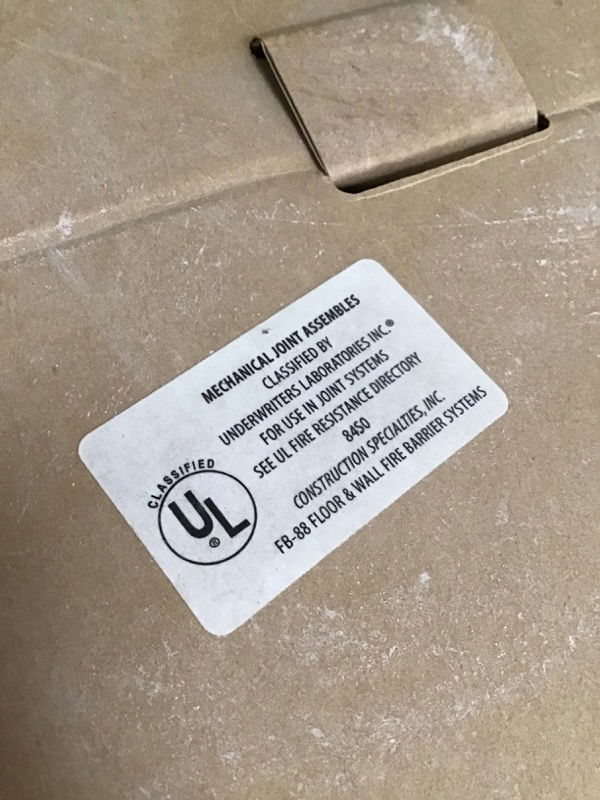 MECHANICAL JOINT ASSEMBLES
CLASSIFIED BY
UNDERWRITERS LABORATORIES INC.®
FOR USE IN JOINT SYSTEMS
SEE UL FIRE RESISTANCE DIRECTORY
84S0
CONSTRUCTION SPECIALTIES, INC.
FB-88 FLOOR & WALL FIRE BARRIER SYSTEMS
CLASSIFIED
UL
®